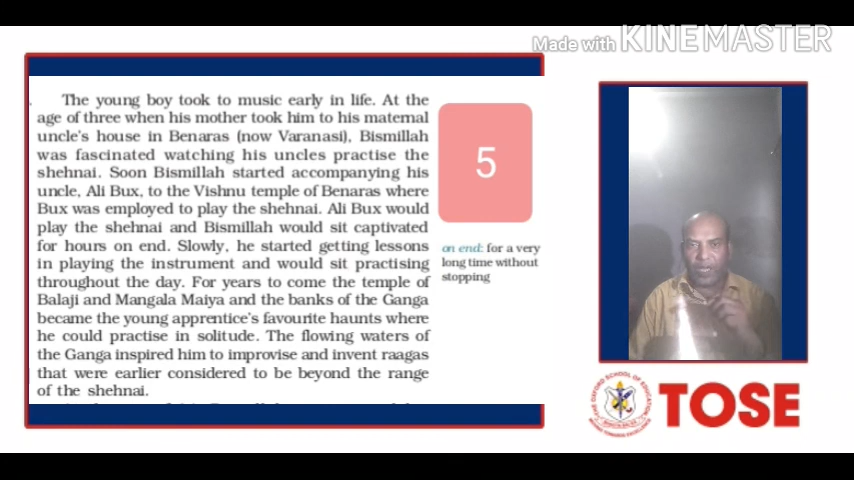 Made with KINEMASTER
The young boy took to music early in life. At the
age of three when his mother took him to his maternal
uncle's house in Benaras (now Varanasi), Bismillah
was fascinated watching his uncles practise the
shehnai. Soon Bismillah started accompanying his
uncle, Ali Bux, to the Vishnu temple of Benaras where
Bux was employed to play the shehnai. Ali Bux would
play the shehnai and Bismillah would sit captivated
for hours on end. Slowly, he started getting lessons
in playing the instrument and would sit practising
throughout the day. For years to come the temple of
Balaji and Mangala Maiya and the banks of the Ganga
became the young apprentice's favourite haunts where
he could practise in solitude. The flowing waters of
the Ganga inspired him to improvise and invent raagas
that were earlier considered to be beyond the range
of the shehnai.
5
on end: for a very
long time without
stopping
THE OXFORD SCHOOL OF EDUCATION
TOSE